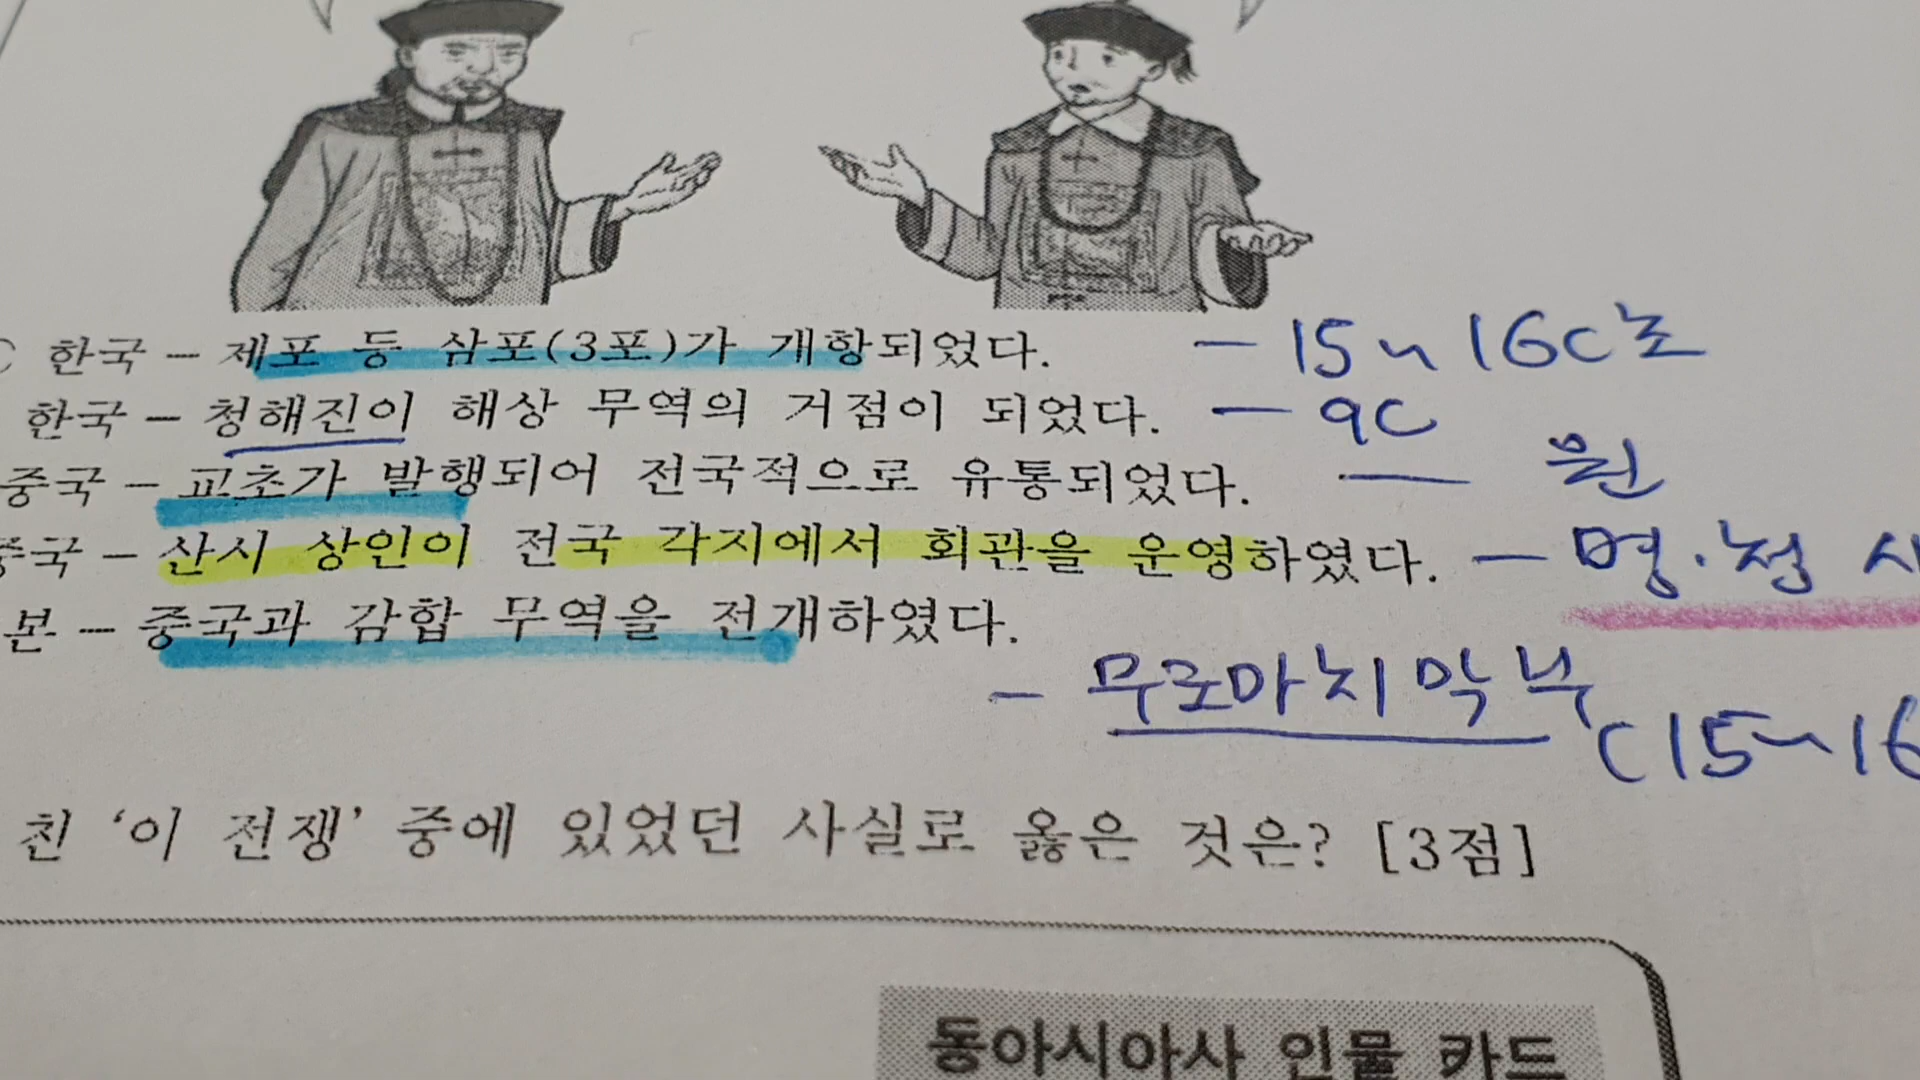 한국 - 제포 등 삼포(3포)가 개항되었다. - 15~16C초
한국 - 청해진이 해상 무역의 거점이 되었다. - 9C
중국 - 교초가 발행되어 전국적으로 유통되었다. - 원
중국 - 산시 상인이 전국 각지에서 회관을 운영하였다. - 명·청 시
본 - 중국과 감합 무역을 전개하였다.
- 무로마치 막부 (15~16
친 '이 전쟁' 중에 있었던 사실로 옳은 것은? [3점]
동아시아사 인물 카드